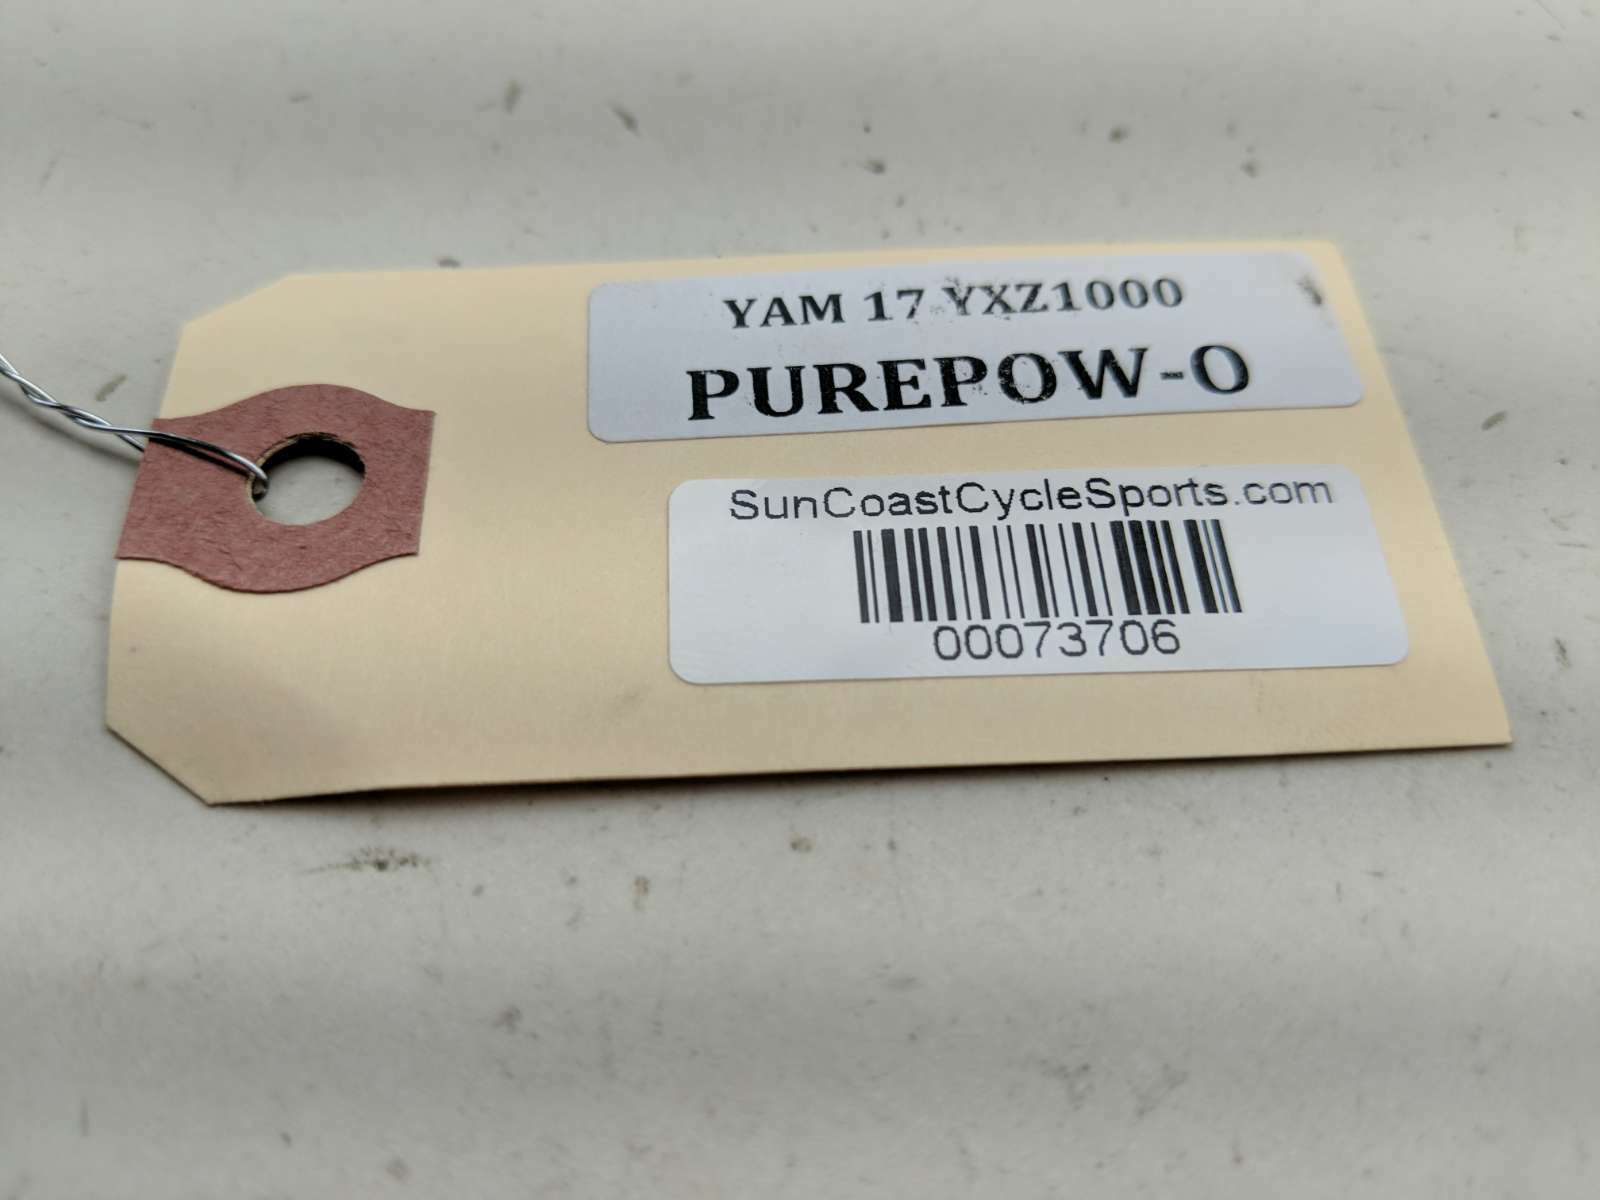 YAM 17 YXZ1000
PUREPOW-O
SunCoastCycleSports.com
00073706